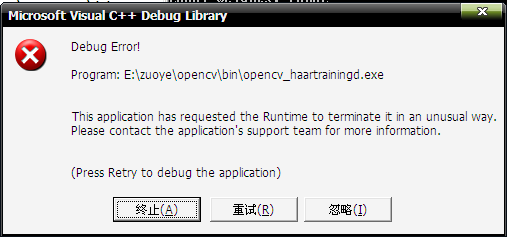 Microsoft Visual C++ Debug Library
Debug Error!
Program: E:\zuoye\opencv\bin\opencv_haartrainingd.exe
This application has requested the Runtime to terminate it in an unusual way.
Please contact the application's support team for more information.
(Press Retry to debug the application)
终止(A) 重试(R) 忽略(I)